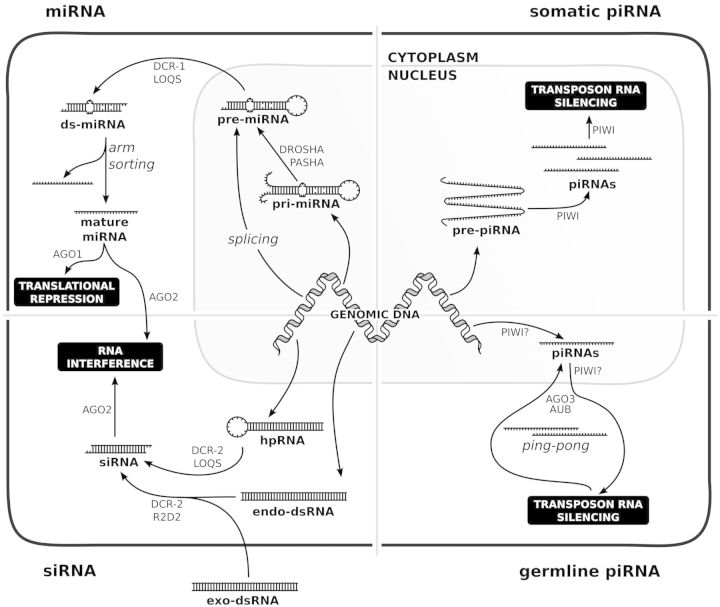 miRNA
somatic piRNA
CYTOPLASM
NUCLEUS
DCR-1
LOQS
ds-miRNA
pre-miRNA
arm
sorting
DROSHA
PASHA
pri-miRNA
mature
miRNA
splicing
AGO1
TRANSLATIONAL
REPRESSION
AGO2
TRANSPOSON RNA
SILENCING
PIWI
piRNAs
pre-piRNA
PIWI
GENOMIC DNA
RNA
INTERFERENCE
AGO2
siRNA
hpRNA
DCR-2
LOQS
DCR-2
R2D2
endo-dsRNA
PIWI?
piRNAs
PIWI?
AGO3
AUB
ping-pong
TRANSPOSON RNA
SILENCING
siRNA
germline piRNA
exo-dsRNA